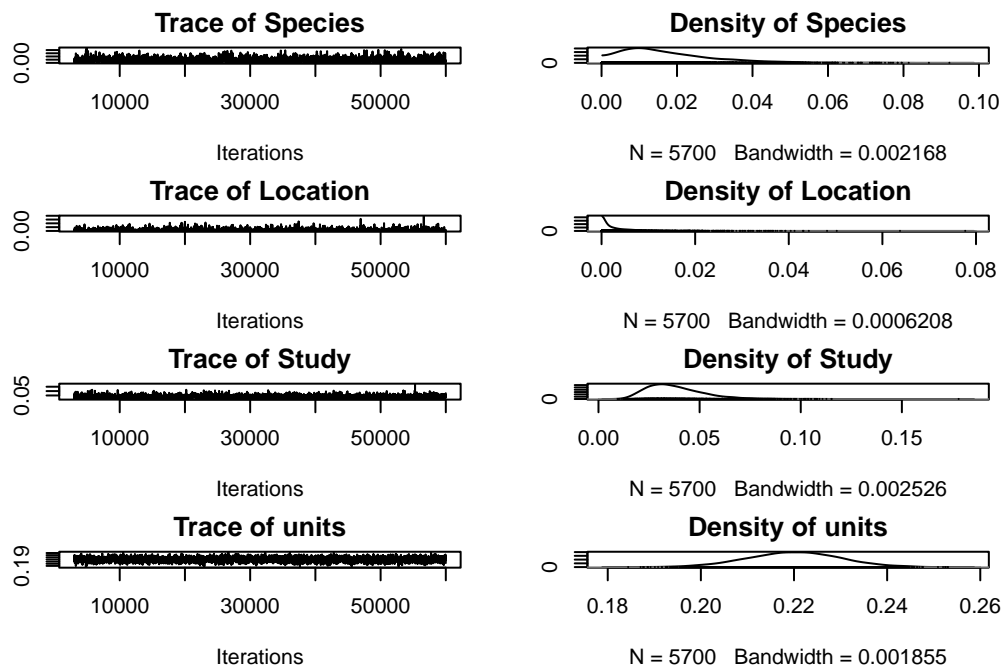 Trace of Species
0.00
10000 30000 50000
Iterations
Density of Species
0
0.00 0.02 0.04 0.06 0.08 0.10
N = 5700 Bandwidth = 0.002168
Trace of Location
0.00
10000 30000 50000
Iterations
Density of Location
0
0.00 0.02 0.04 0.06 0.08
N = 5700 Bandwidth = 0.0006208
Trace of Study
0.05
10000 30000 50000
Iterations
Density of Study
0
0.00 0.05 0.10 0.15
N = 5700 Bandwidth = 0.002526
Trace of units
0.19
10000 30000 50000
Iterations
Density of units
0
0.18 0.20 0.22 0.24 0.26
N = 5700 Bandwidth = 0.001855